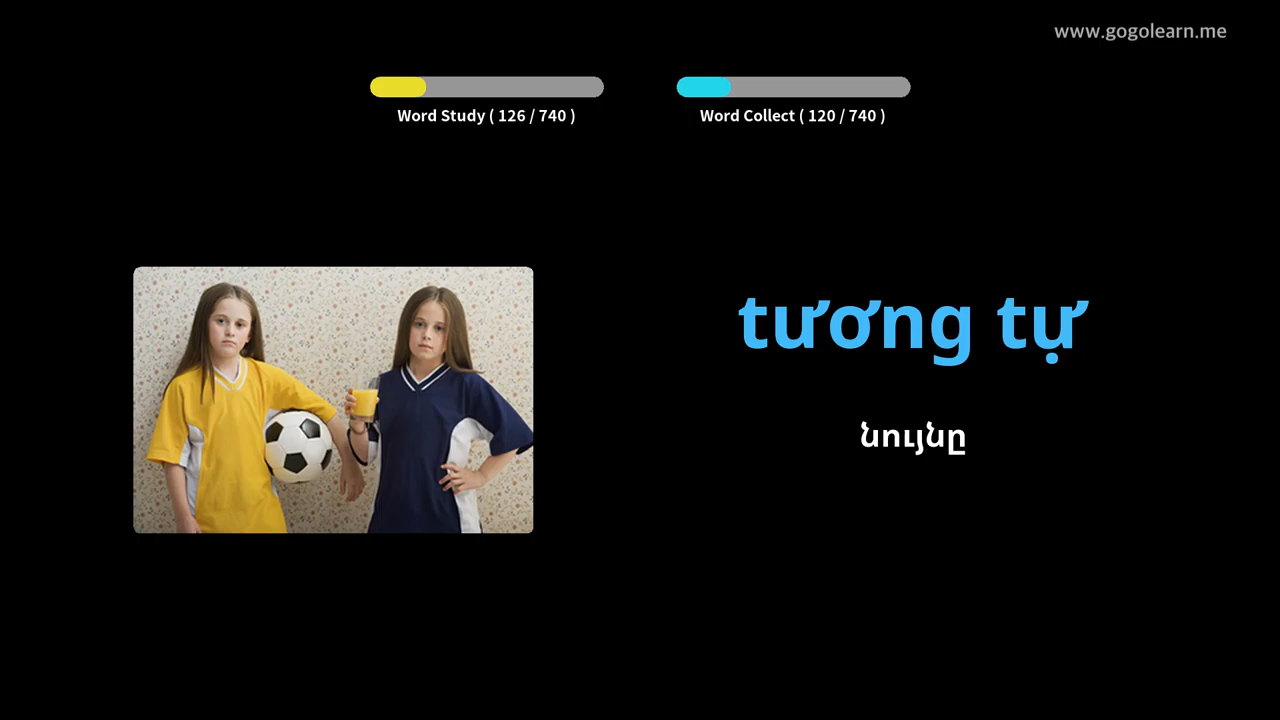 www.gogolearn.me
Word Study ( 126 / 740 )
Word Collect ( 120 / 740 )
tương tự
նույնը